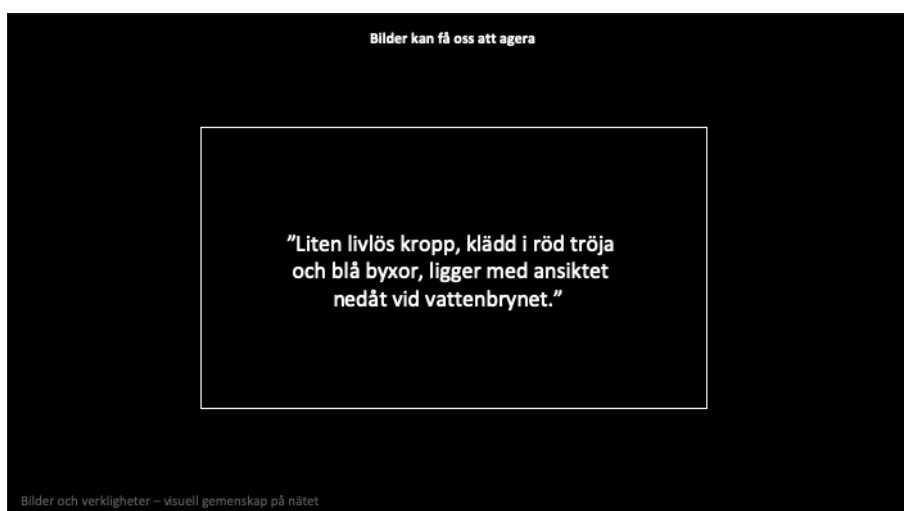 Bilder kan få oss att agera
”Liten livlös kropp, klädd i röd tröja
och blå byxor, ligger med ansiktet
nedåt vid vattenbrynet.”
Bilder och verkligheter – visuell gemenskap på nätet